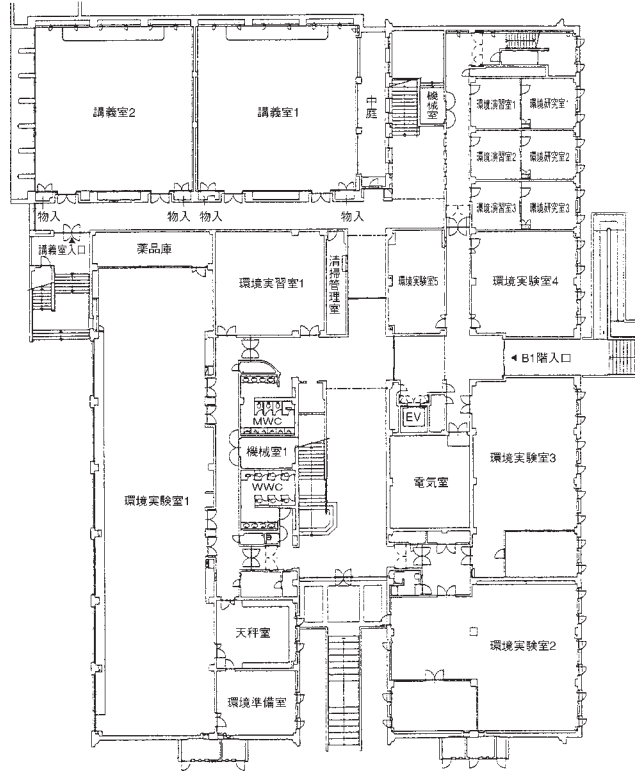 講義室2
講義室1
中庭
機械室
環境演習室1
環境研究室1
環境演習室2
環境研究室2
環境演習室3
環境研究室3
物入
物入
物入
物入
講義室入口
薬品庫
環境実習室1
清掃管理室
環境実験室5
環境実験室4
B1階入口
MWC
EV
機械室1
WWC
電気室
環境実験室3
環境実験室1
天秤室
環境実験室2
環境準備室